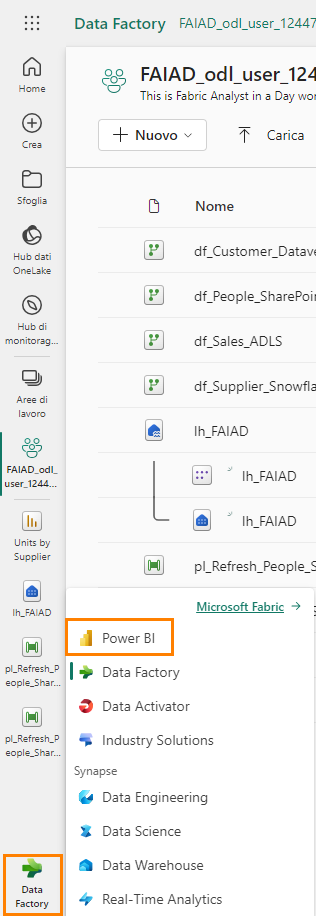 Data Factory FAIAD_odl_user_12447
Home
FAIAD_odl_user_124
This is Fabric Analyst in a Day wor
Crea
Nuovo
Carica
Sfoglia
Nome
Hub dati
OneLake
df_Customer_Datave
Hub di
monitorag...
df_People_SharePoin
df_Sales_ADLS
Aree di
lavoro
df_Supplier_Snowfla
FAIAD_odl_
user_1244...
lh_FAIAD
lh_FAIAD
lh_FAIAD
Units by
Supplier
pl_Refresh_People_S
lh_FAIAD
pl_Refresh_P
eople_Shar...
pl_Refresh_P
eople_Shar...
Microsoft Fabric
Power BI
Data Factory
Data Activator
Industry Solutions
Synapse
Data Engineering
Data Science
Data Warehouse
Real-Time Analytics
Data
Factory